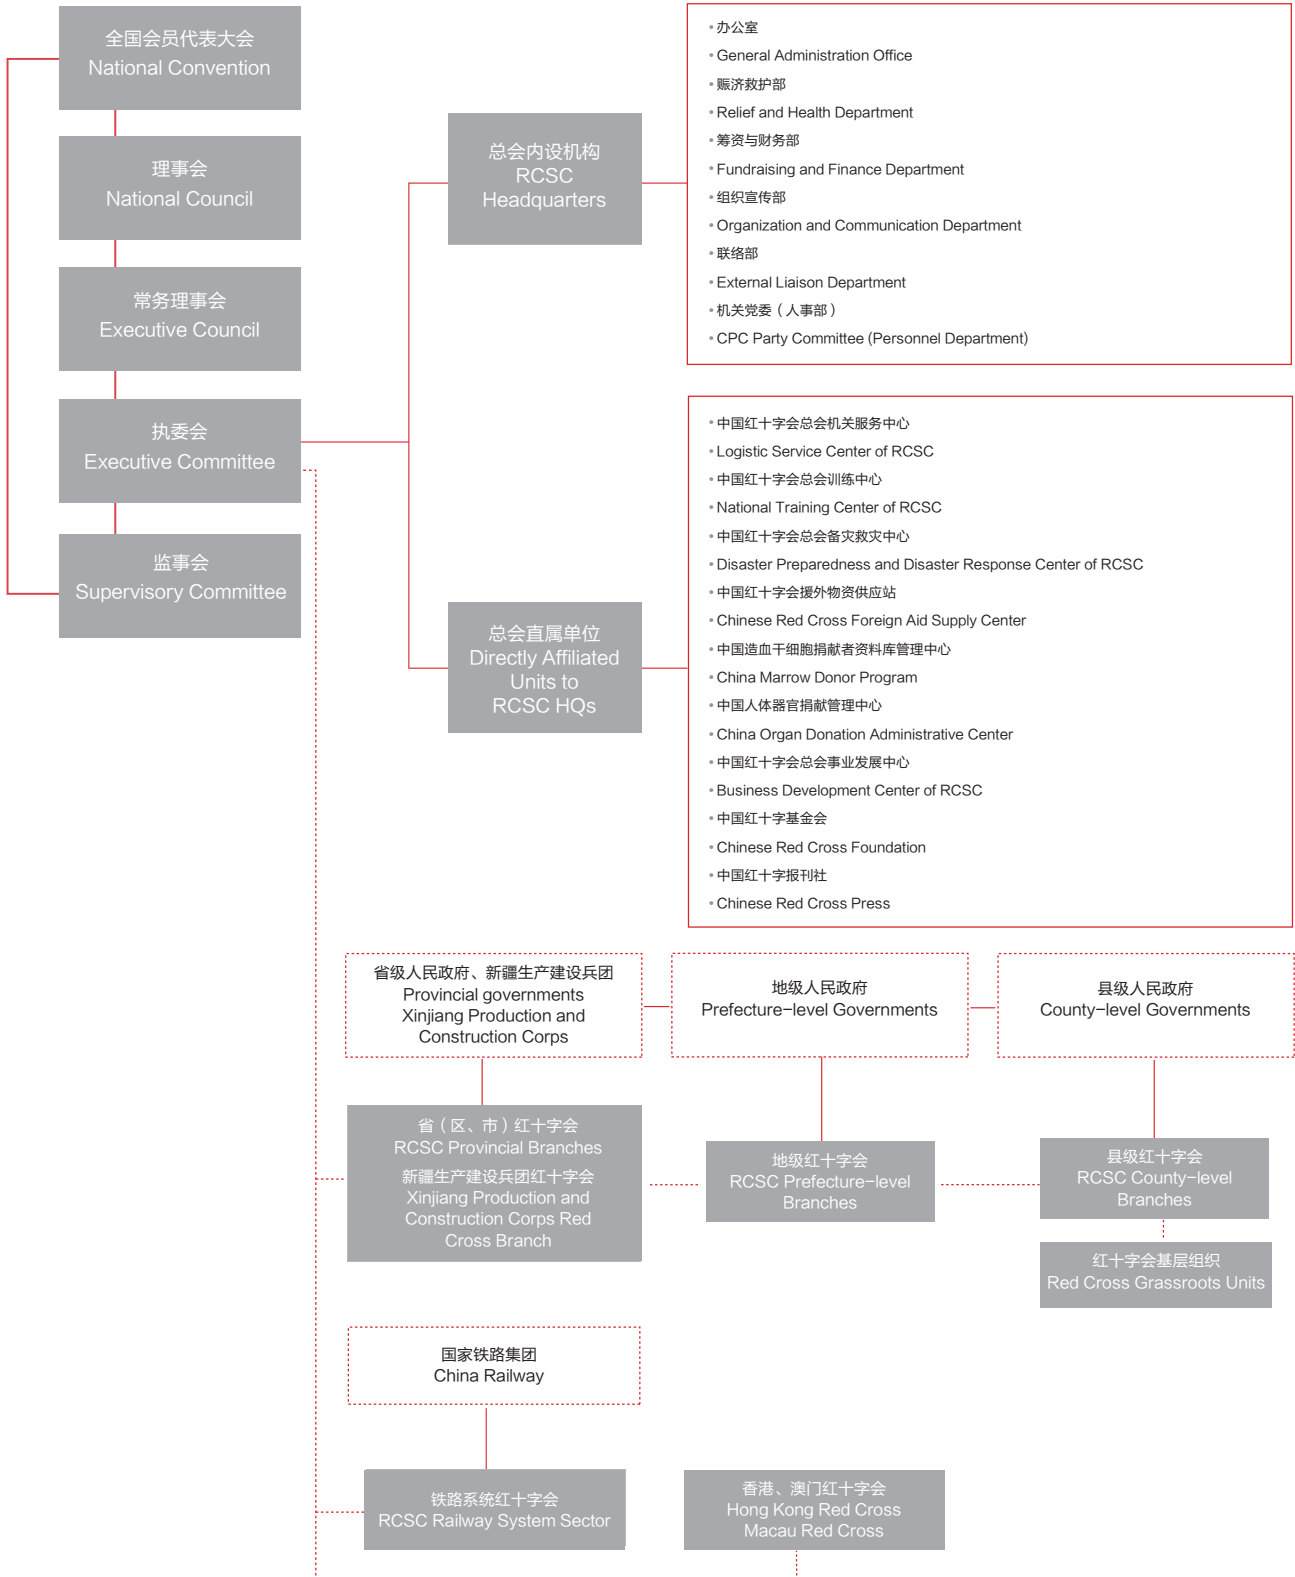 全国会员代表大会
National Convention
理事会
National Council
常务理事会
Executive Council
执委会
Executive Committee
监事会
Supervisory Committee
总会内设机构
RCSC
Headquarters
•办公室
•General Administration Office
•赈济救护部
•Relief and Health Department
•筹资与财务部
•Fundraising and Finance Department
•组织宣传部
•Organization and Communication Department
•联络部
•External Liaison Department
•机关党委（人事部）
•CPC Party Committee (Personnel Department)
总会直属单位
Directly Affiliated
Units to
RCSC HQs
•中国红十字会总会机关服务中心
•Logistic Service Center of RCSC
•中国红十字会总会训练中心
•National Training Center of RCSC
•中国红十字会总会备灾救灾中心
•Disaster Preparedness and Disaster Response Center of RCSC
•中国红十字会援外物资供应站
•Chinese Red Cross Foreign Aid Supply Center
•中国造血干细胞捐献者资料库管理中心
•China Marrow Donor Program
•中国人体器官捐献管理中心
•China Organ Donation Administrative Center
•中国红十字会总会事业发展中心
•Business Development Center of RCSC
•中国红十字基金会
•Chinese Red Cross Foundation
•中国红十字报刊社
•Chinese Red Cross Press
省级人民政府、新疆生产建设兵团
Provincial governments
Xinjiang Production and
Construction Corps
地级人民政府
Prefecture-level Governments
县级人民政府
County-level Governments
省（区、市）红十字会
RCSC Provincial Branches
新疆生产建设兵团红十字会
Xinjiang Production and
Construction Corps Red
Cross Branch
地级红十字会
RCSC Prefecture-level
Branches
县级红十字会
RCSC County-level
Branches
红十字会基层组织
Red Cross Grassroots Units
国家铁路集团
China Railway
铁路系统红十字会
RCSC Railway System Sector
香港、澳门红十字会
Hong Kong Red Cross
Macau Red Cross